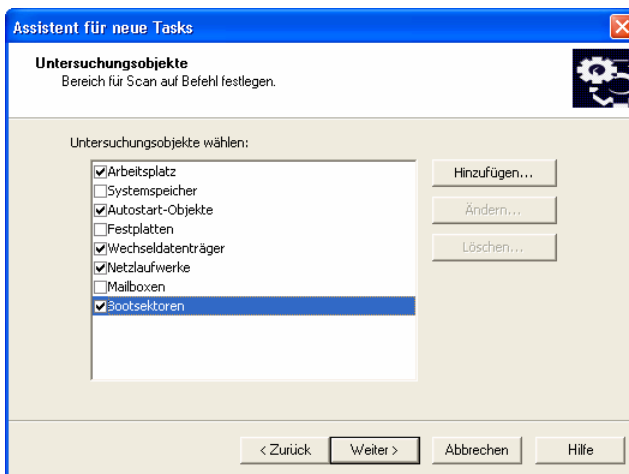 Assistent für neue Tasks
Untersuchungsobjekte
Bereich für Scan auf Befehl festlegen.
Untersuchungsobjekte wählen:
Arbeitsplatz
Hinzufügen...
Systemspeicher
Autostart-Objekte
Ändern...
Festplatten
Wechseldatenträger
Löschen...
Netzlaufwerke
Mailboxen
Bootsektoren
< Zurück
Weiter >
Abbrechen
Hilfe